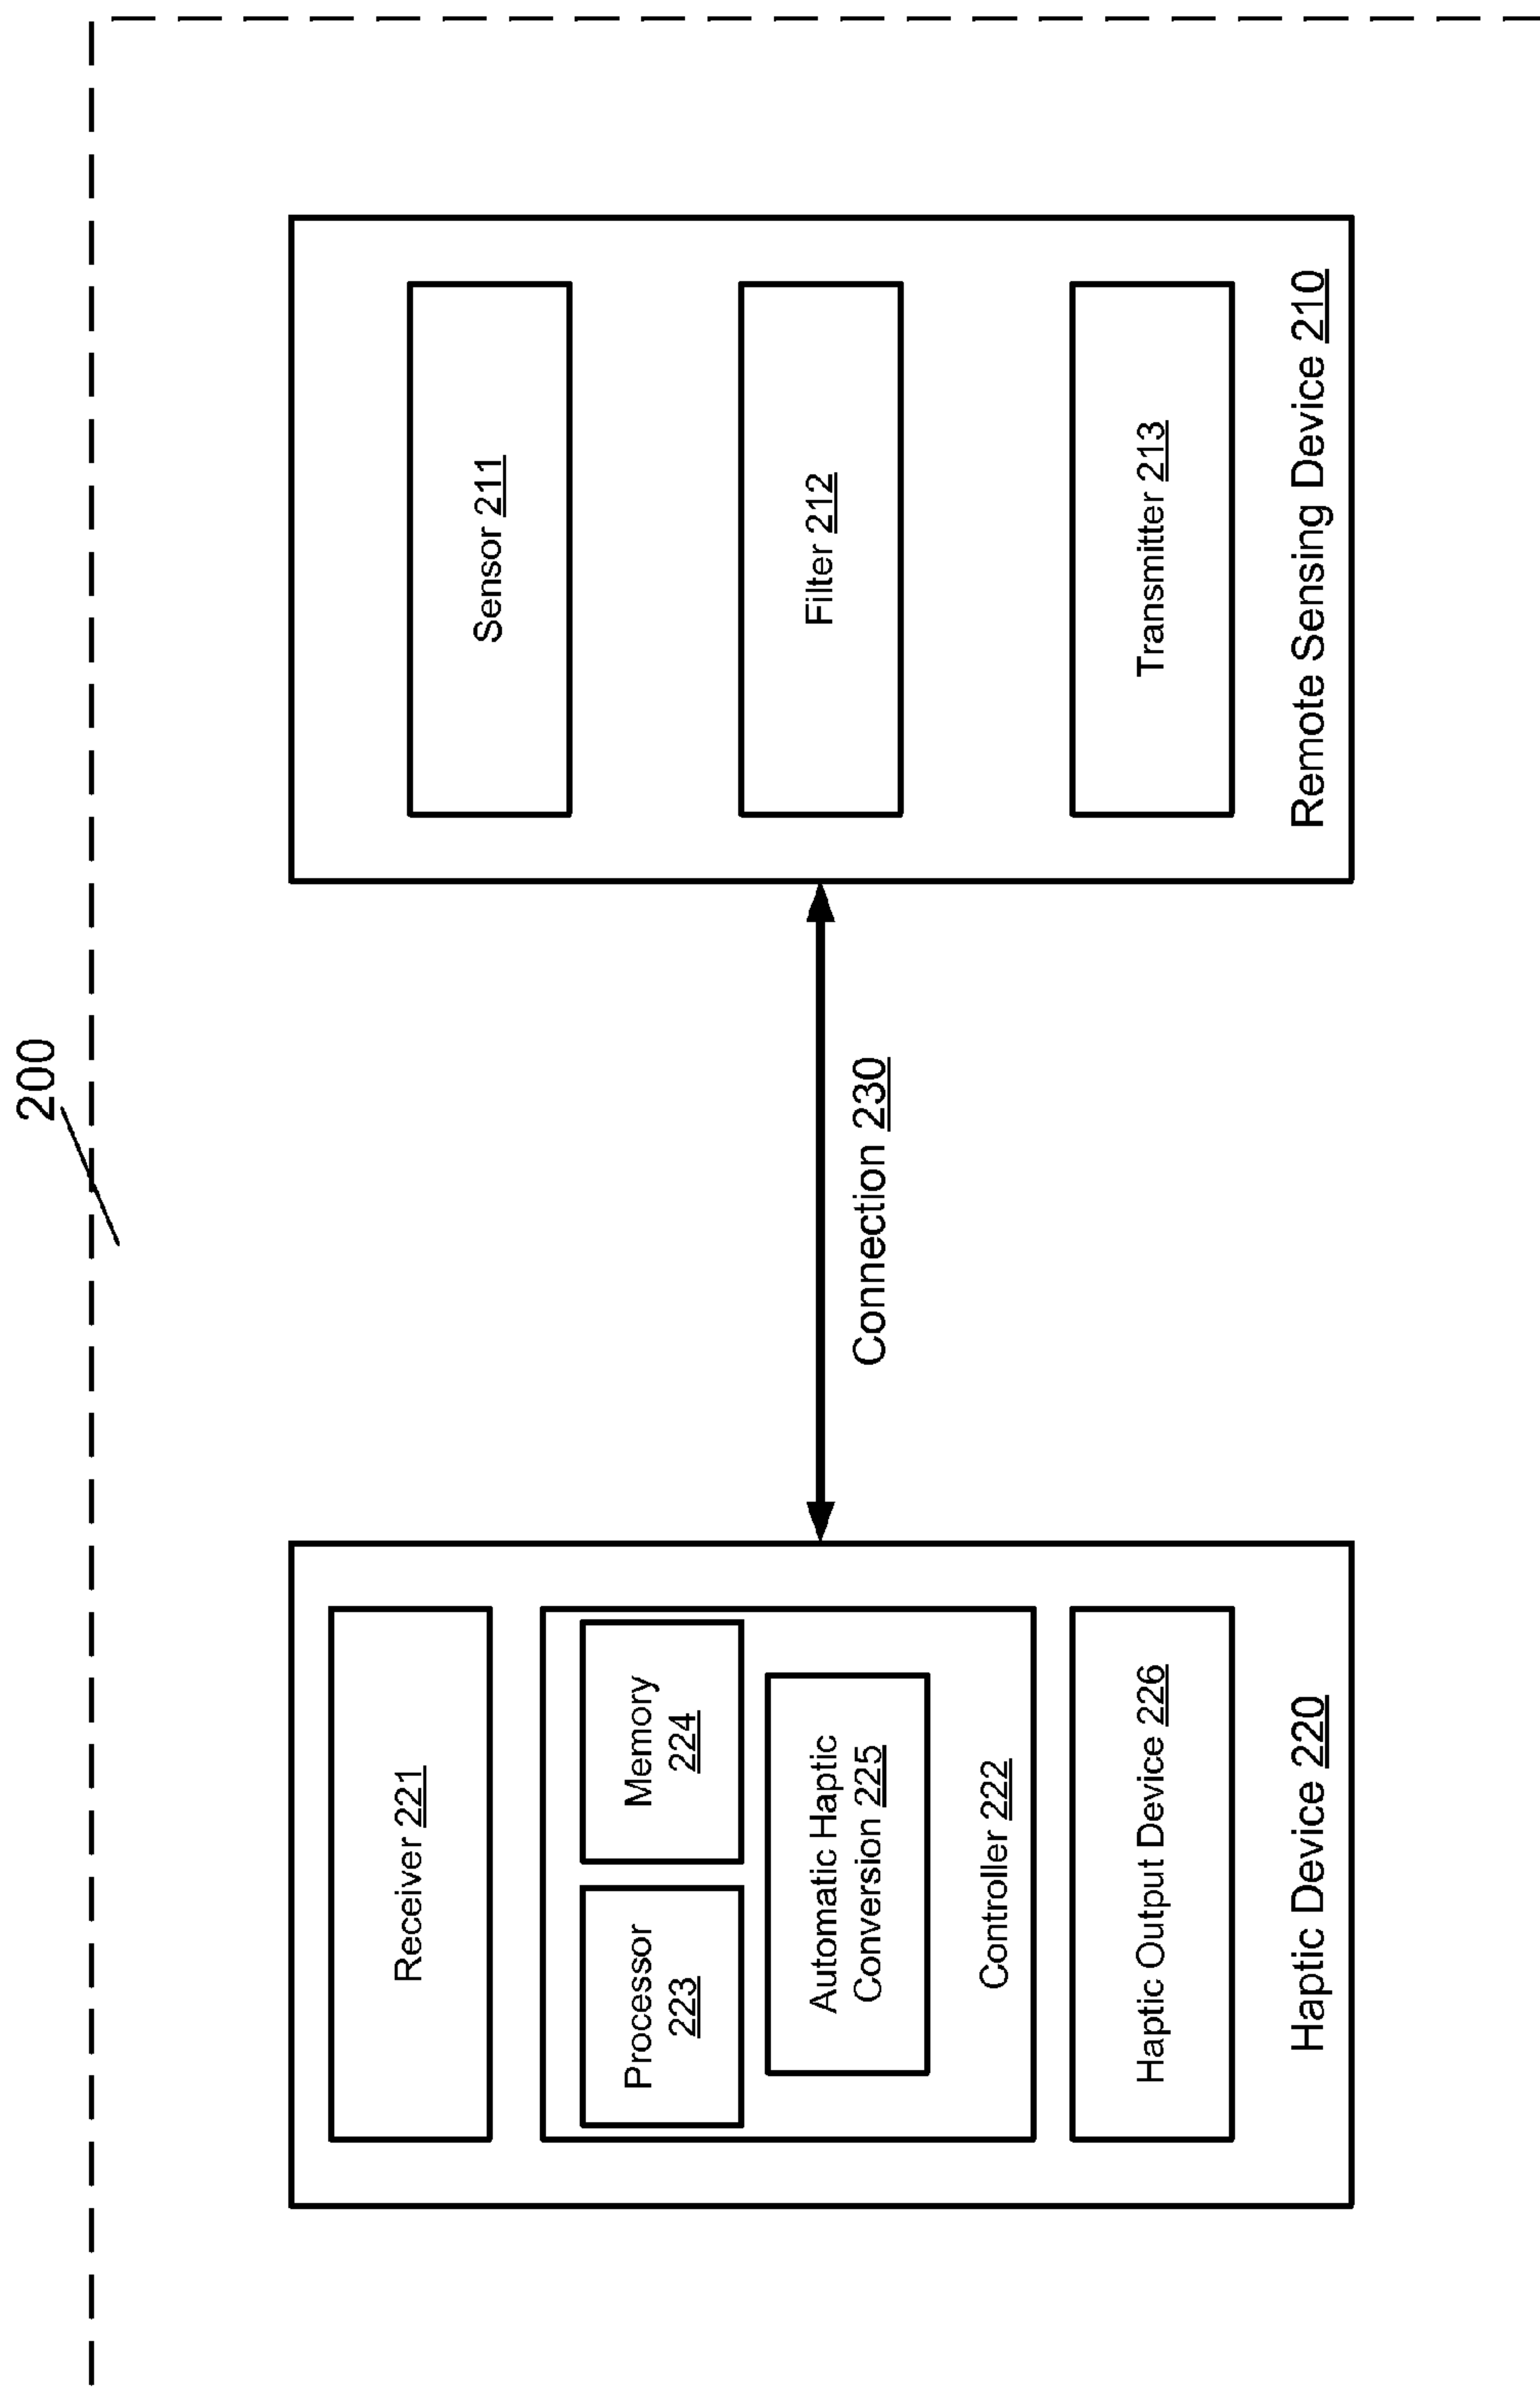 200
Receiver 221
Processor
223
Memory
224
Automatic Haptic
Conversion 225
Controller 222
Haptic Output Device 226
Haptic Device 220
Connection 230
Sensor 211
Filter 212
Transmitter 213
Remote Sensing Device 210